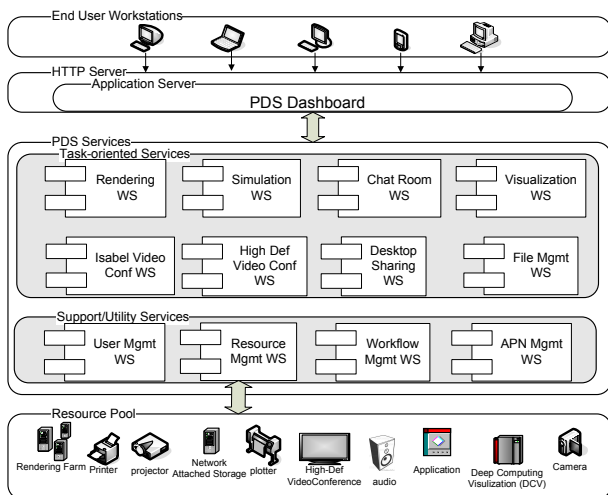 End User Workstations
HTTP Server
Application Server
PDS Dashboard
PDS Services
Task-oriented Services
Rendering
WS
Simulation
WS
Chat Room
WS
Visualization
WS
Isabel Video
Conf WS
High Def
Video Conf
WS
Desktop
Sharing
WS
File Mgmt
WS
Support/Utility Services
User Mgmt
WS
Resource
Mgmt WS
Workflow
Mgmt WS
APN Mgmt
WS
Resource Pool
Rendering Farm
Printer
projector
Network
Attached Storage
plotter
High-Def
VideoConference
audio
Application
Deep Computing
Visulization (DCV)
Camera